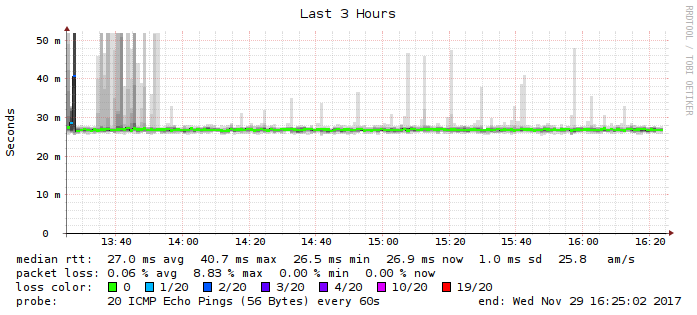 Last 3 Hours
RRDTOOL / TOBI OETIKER
Seconds
50 m
40 m
30 m
20 m
10 m
0
13:40 14:00 14:20 14:40 15:00 15:20 15:40 16:00 16:20
median rtt: 27.0 ms avg 40.7 ms max 26.5 ms min 26.9 ms now 1.0 ms sd 25.8 am/s
packet loss: 0.06 % avg 8.83 % max 0.00 % min 0.00 % now
loss color: 0 1/20 2/20 3/20 4/20 10/20 19/20
probe: 20 ICMP Echo Pings (56 Bytes) every 60s end: Wed Nov 29 16:25:02 2017